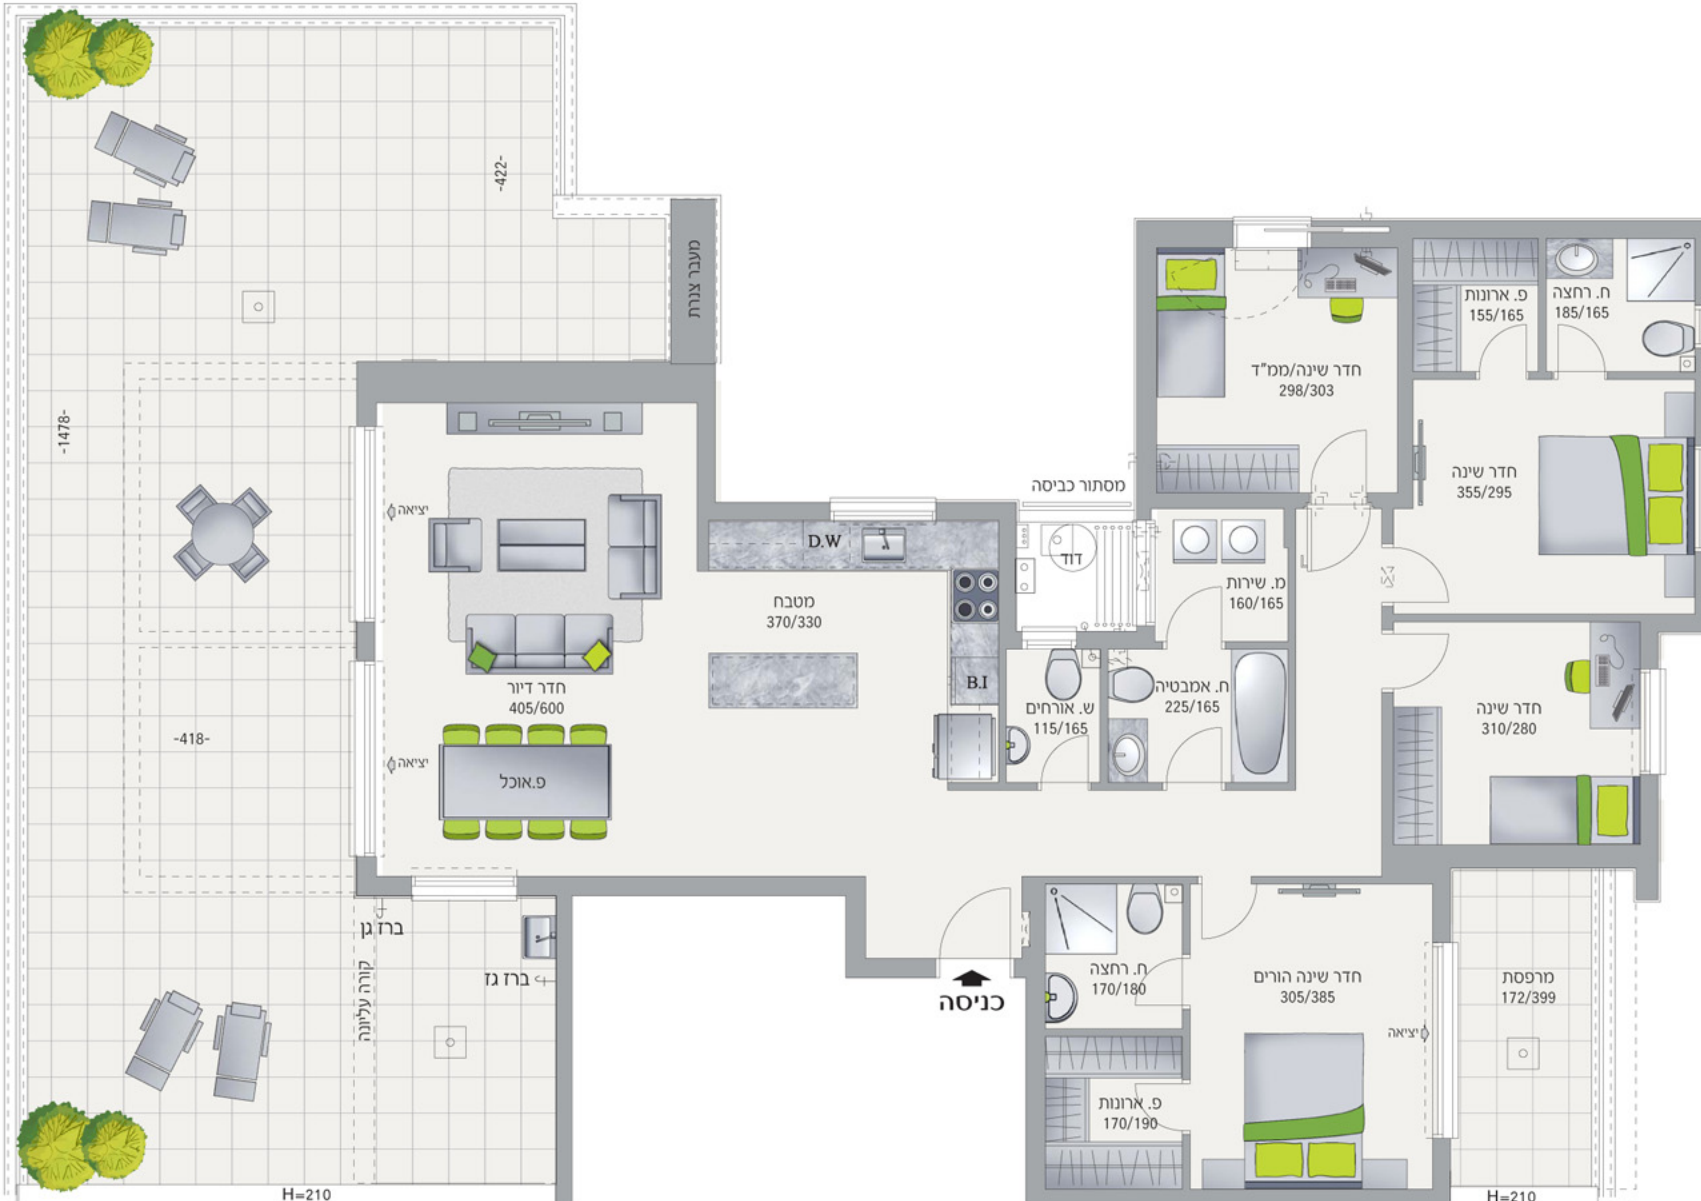 -422-
מעבר צנרת
-1478-
-418-
יציאה
יציאה
חדר דיור
405/600
פ.אוכל
D.W
מטבח
370/330
B.I
מסתור כביסה
דוד
מ. שירות
160/165
ש. אורחים
115/165
ח. אמבטיה
225/165
חדר שינה/ממ"ד
298/303
פ. ארונות
155/165
ח. רחצה
185/165
חדר שינה
355/295
חדר שינה
310/280
ברז גן
ברז גז
קורה עליונה
כניסה
ח. רחצה
170/180
חדר שינה הורים
305/385
יציאה
מרפסת
172/399
פ. ארונות
170/190
H=210
H=210